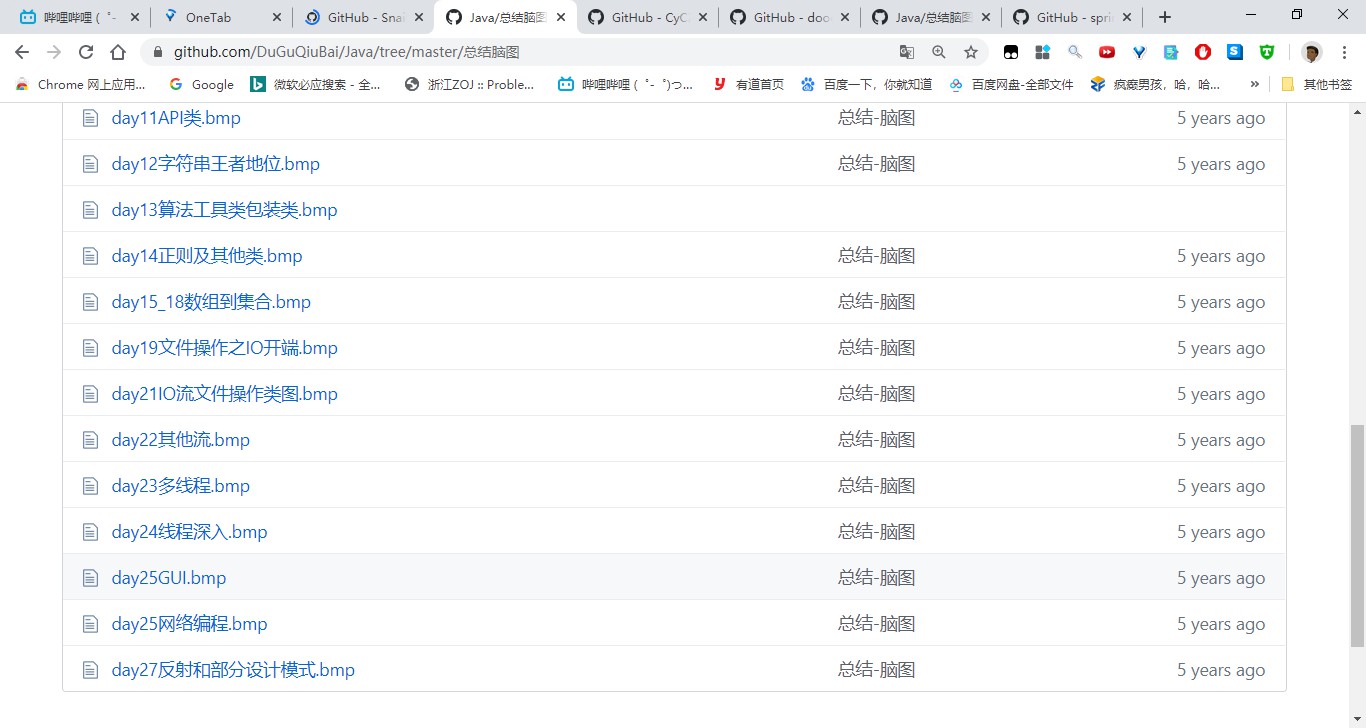 哔哩哔哩 ( ゜-
OneTab
GitHub - Snai
Java/总结脑图
GitHub - CyC
GitHub - doo
Java/总结脑图
GitHub - sprin
github.com/DuGuQiuBai/Java/tree/master/总结脑图
Chrome 网上应用...
Google
微软必应搜索 - 全...
浙江ZOJ :: Proble...
哔哩哔哩 ( ゜- ゜)つ...
有道首页
百度一下，你就知道
百度网盘-全部文件
疯癫男孩，哈，哈...
»
其他书签
day11API类.bmp 总结-脑图 5 years ago
day12字符串王者地位.bmp 总结-脑图 5 years ago
day13算法工具类包装类.bmp
day14正则及其他类.bmp 总结-脑图 5 years ago
day15_18数组到集合.bmp 总结-脑图 5 years ago
day19文件操作之IO开端.bmp 总结-脑图 5 years ago
day21IO流文件操作类图.bmp 总结-脑图 5 years ago
day22其他流.bmp 总结-脑图 5 years ago
day23多线程.bmp 总结-脑图 5 years ago
day24线程深入.bmp 总结-脑图 5 years ago
day25GUI.bmp 总结-脑图 5 years ago
day25网络编程.bmp 总结-脑图 5 years ago
day27反射和部分设计模式.bmp 总结-脑图 5 years ago